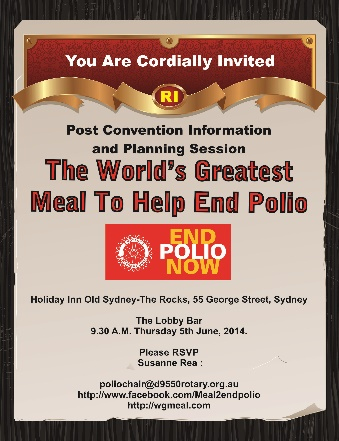 You Are Cordially Invited
RI
Post Convention Information
and Planning Session
The World's Greatest
Meal To Help End Polio
END
POLIO
NOW
Holiday Inn Old Sydney-The Rocks, 55 George Street, Sydney
The Lobby Bar
9.30 A.M. Thursday 5th June, 2014.
Please RSVP
Susanne Rea :
poliochair@d9550rotary.org.au
http://www.facebook.com/Meal2endpolio
http://wgmeal.com